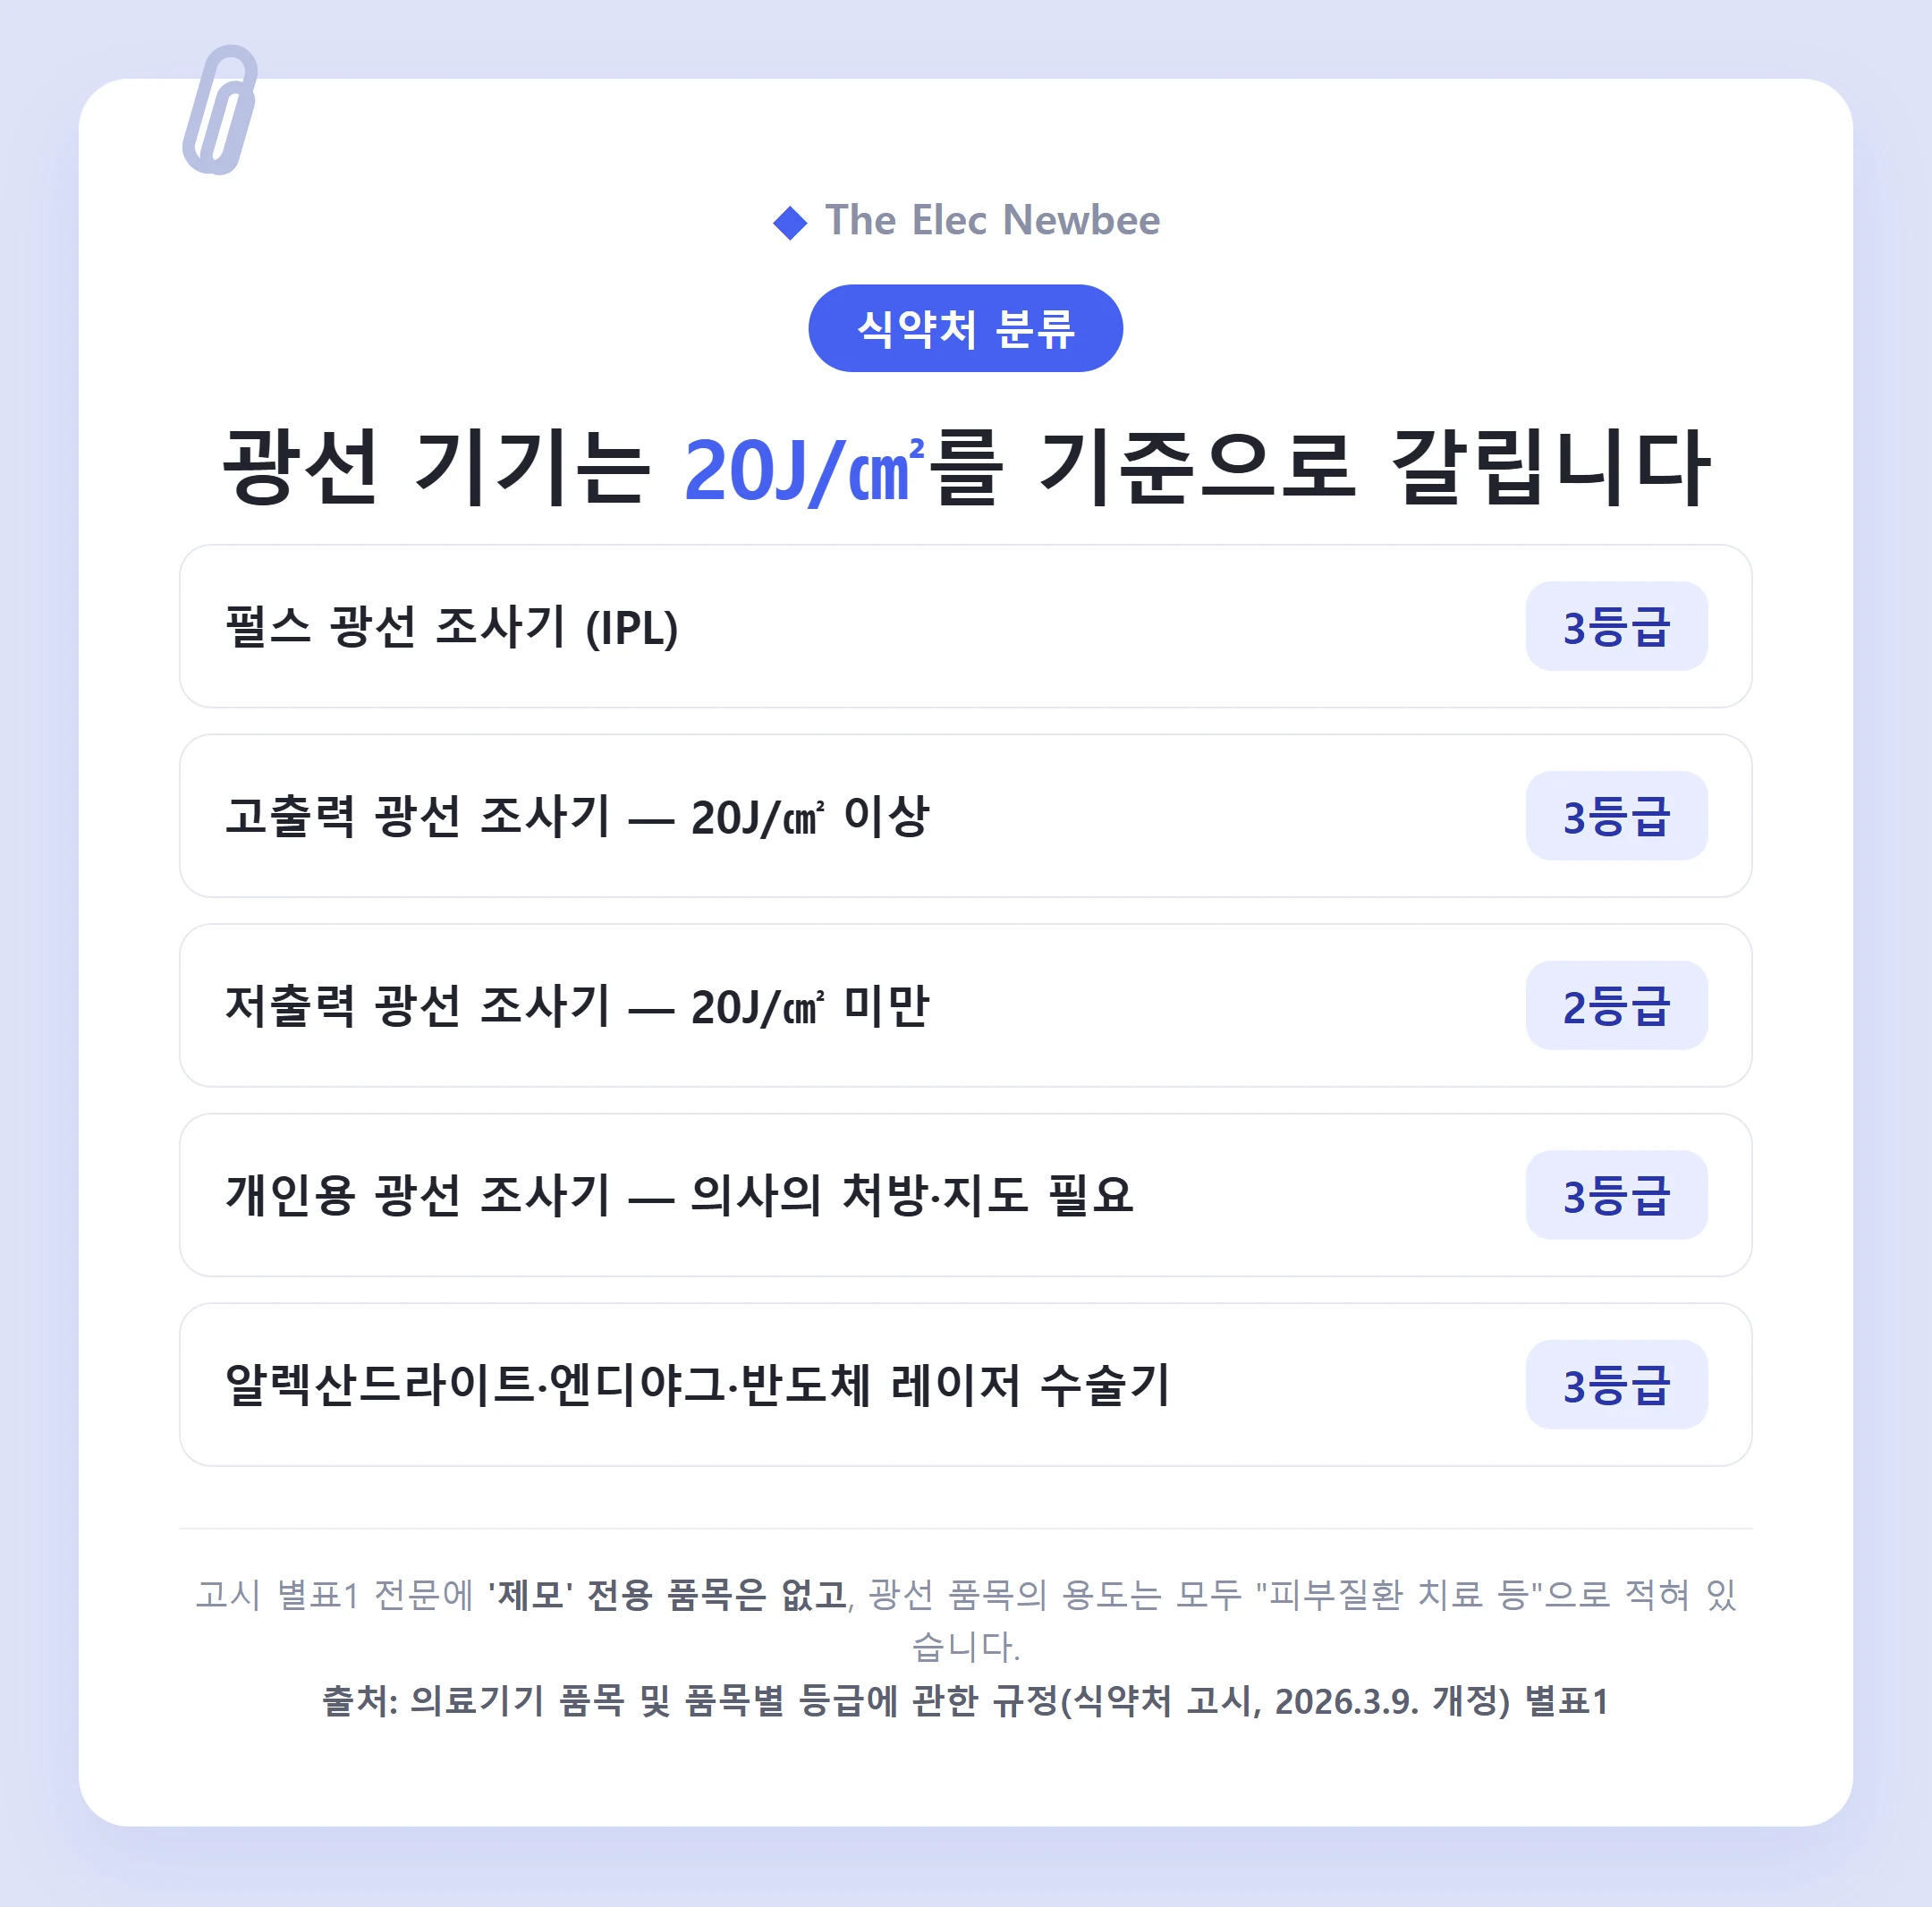 ◆ The Elec Newbee
식약처 분류
광선 기기는 20J/㎠를 기준으로 갈립니다
펄스 광선 조사기 (IPL)
3등급
고출력 광선 조사기 — 20J/㎠ 이상
3등급
저출력 광선 조사기 — 20J/㎠ 미만
2등급
개인용 광선 조사기 — 의사의 처방·지도 필요
3등급
알렉산드라이트·엔디야그·반도체 레이저 수술기
3등급
고시 별표1 전문에 '제모' 전용 품목은 없고, 광선 품목의 용도는 모두 "피부질환 치료 등"으로 적혀 있
습니다.
출처: 의료기기 품목 및 품목별 등급에 관한 규정(식약처 고시, 2026.3.9. 개정) 별표1